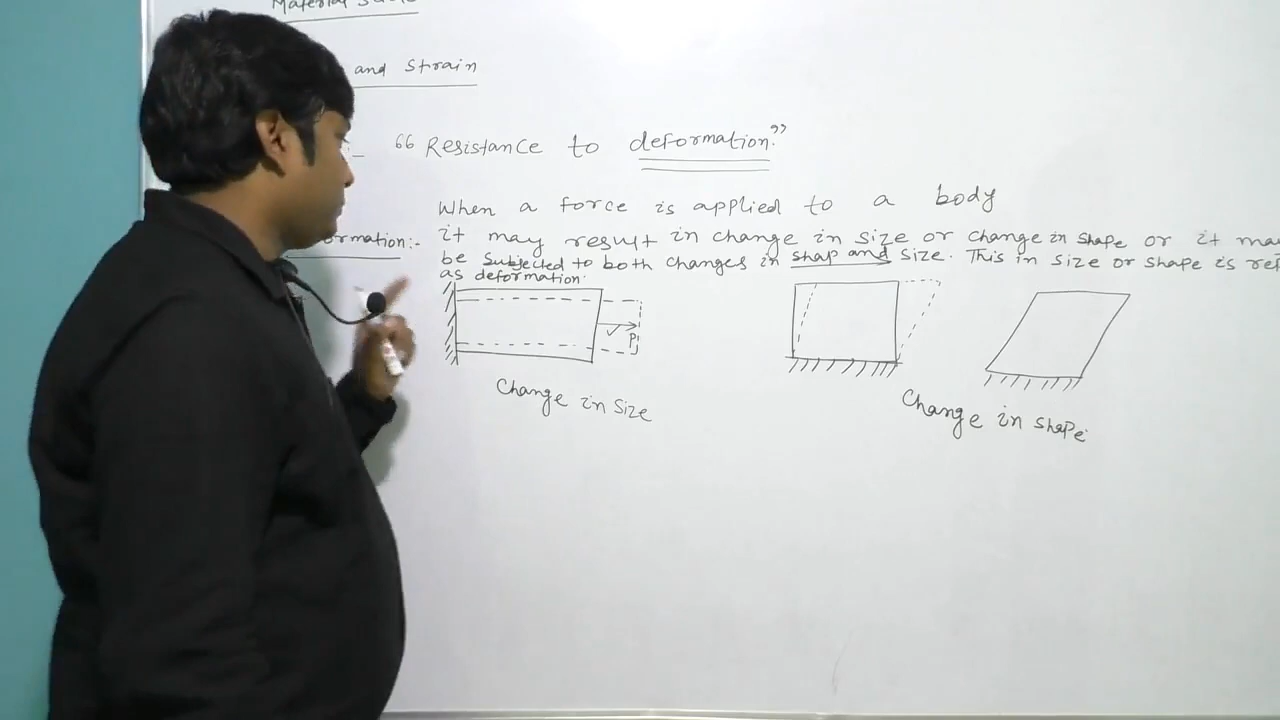 Material
and Strain
:- "Resistance to deformation."
When a force is applied to a body
ormation:- it may result in change in size or change in shape or it ma
be subjected to both changes in shap and size. This in size or shape is ref
as deformation.
P
Change in Size
Change in shape